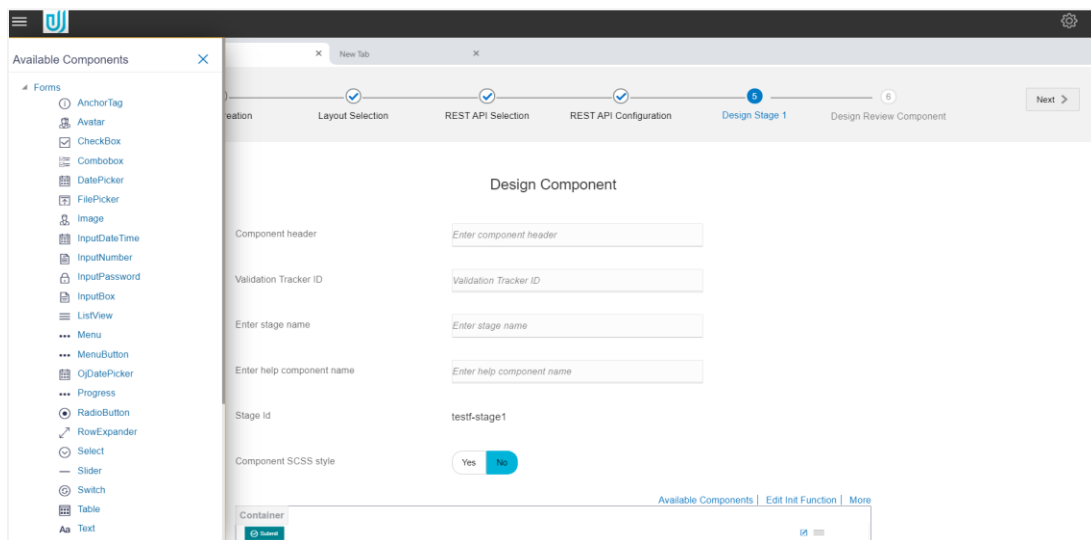 New Tab
Available Components
Forms
AnchorTag
Avatar
CheckBox
Combobox
DatePicker
FilePicker
Image
InputDateTime
InputNumber
InputPassword
InputBox
ListView
Menu
MenuButton
OjDatePicker
Progress
RadioButton
RowExpander
Select
Slider
Switch
Table
Aa Text
5
6
Next
eation
Layout Selection
REST API Selection
REST API Configuration
Design Stage 1
Design Review Component
Design Component
Component header
Enter component header
Validation Tracker ID
Validation Tracker ID
Enter stage name
Enter stage name
Enter help component name
Enter help component name
Stage Id
testf-stage1
Component SCSS style
Yes No
Available Components | Edit Init Function | More
Container
Submit